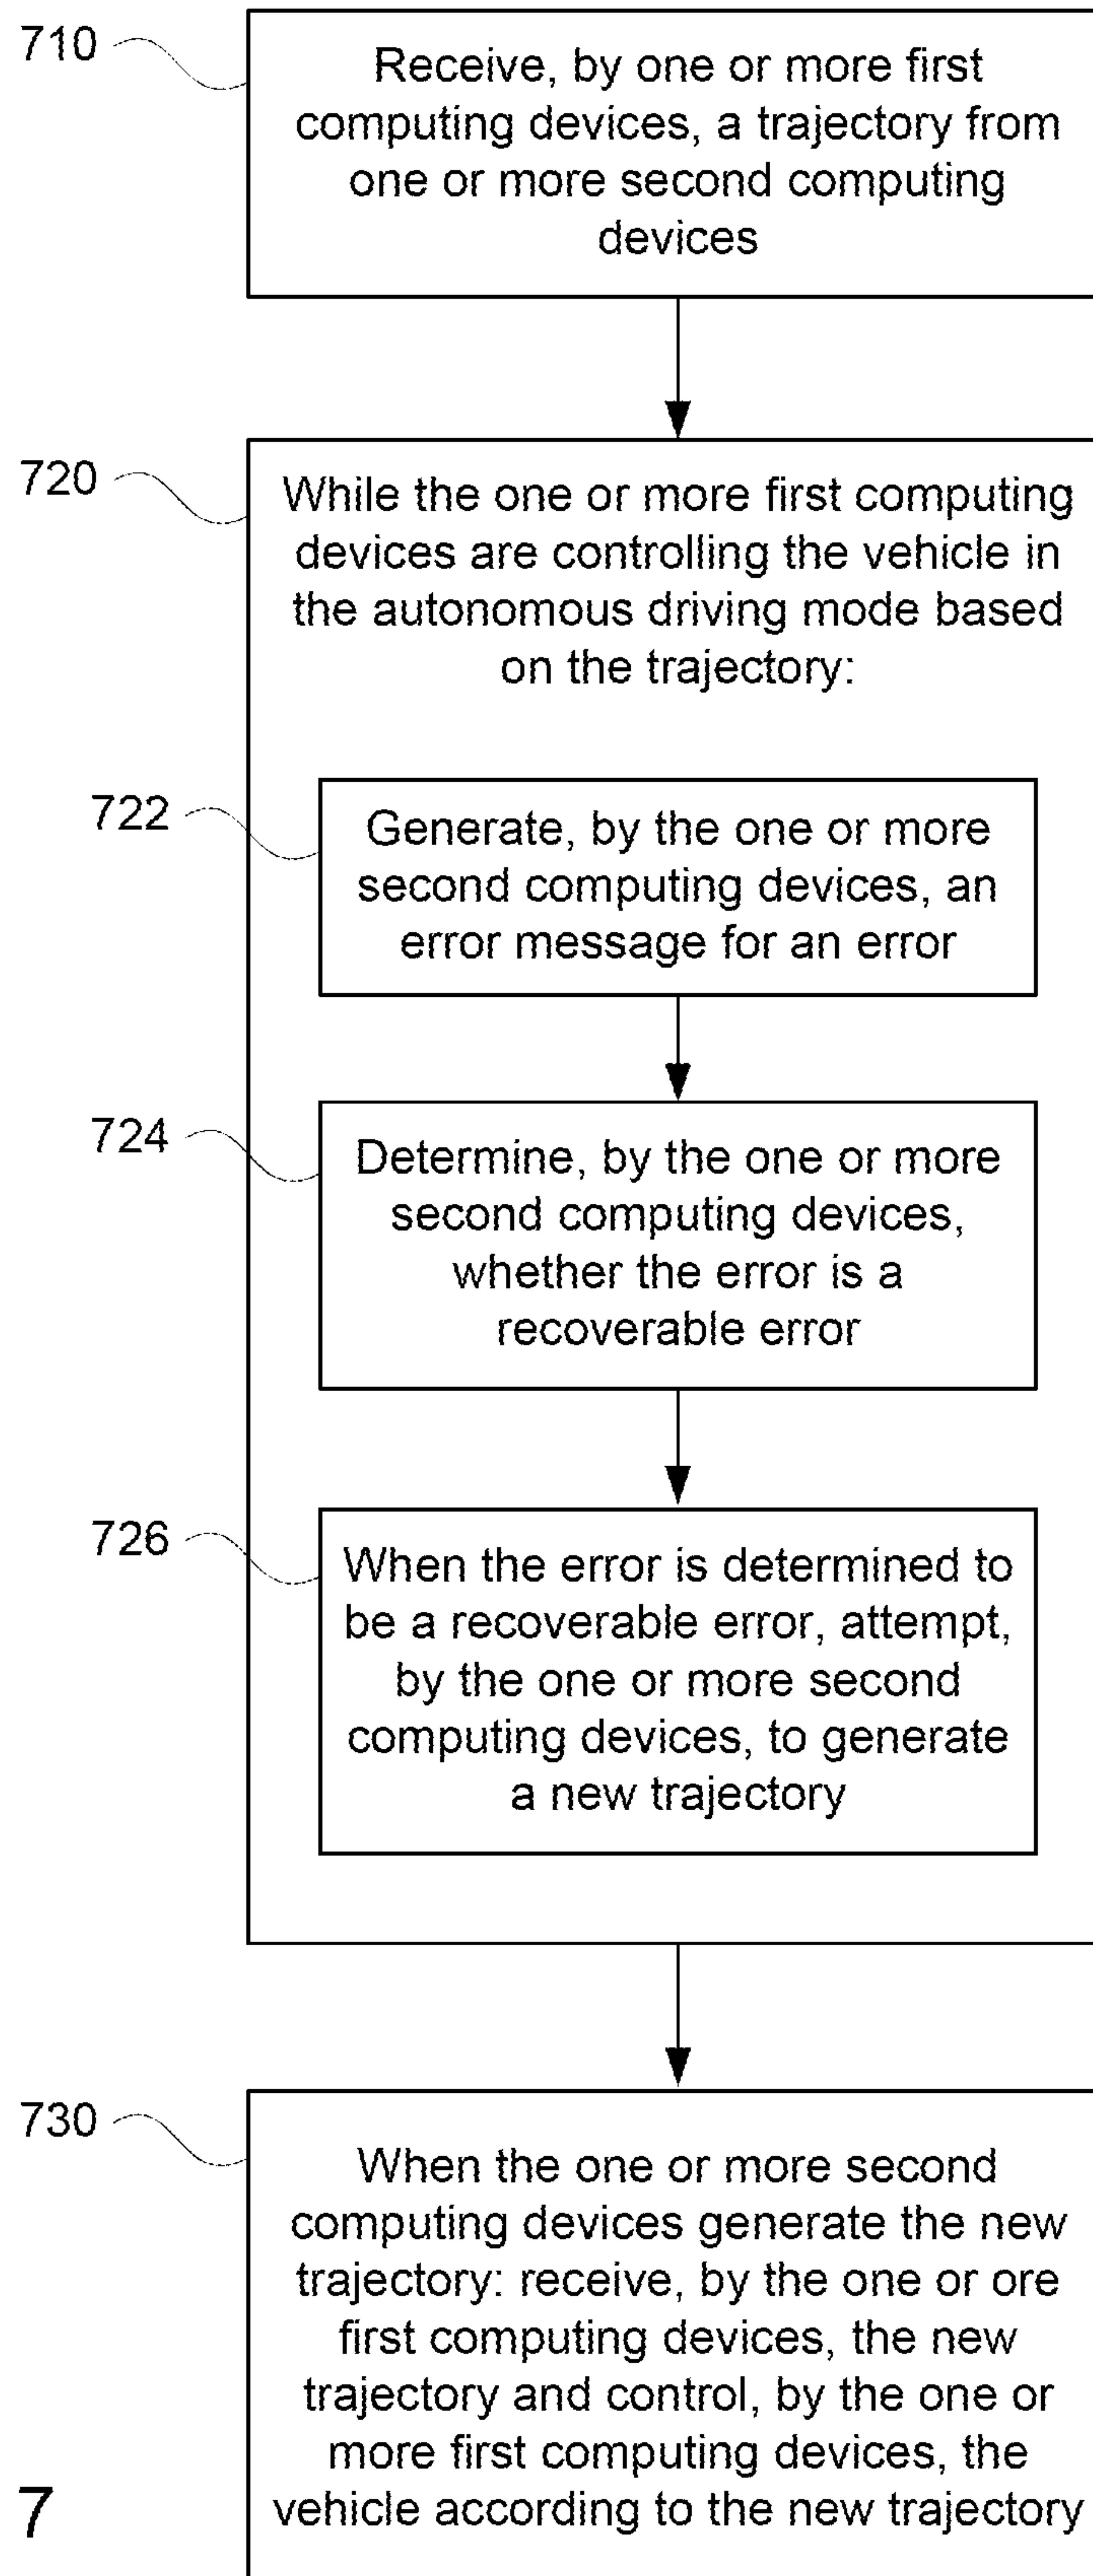 710
Receive, by one or more first
computing devices, a trajectory from
one or more second computing
devices
720
While the one or more first computing
devices are controlling the vehicle in
the autonomous driving mode based
on the trajectory:
722
Generate, by the one or more
second computing devices, an
error message for an error
724
Determine, by the one or more
second computing devices,
whether the error is a
recoverable error
726
When the error is determined to
be a recoverable error, attempt,
by the one or more second
computing devices, to generate
a new trajectory
730
When the one or more second
computing devices generate the new
trajectory: receive, by the one or ore
first computing devices, the new
trajectory and control, by the one or
more first computing devices, the
vehicle according to the new trajectory
7